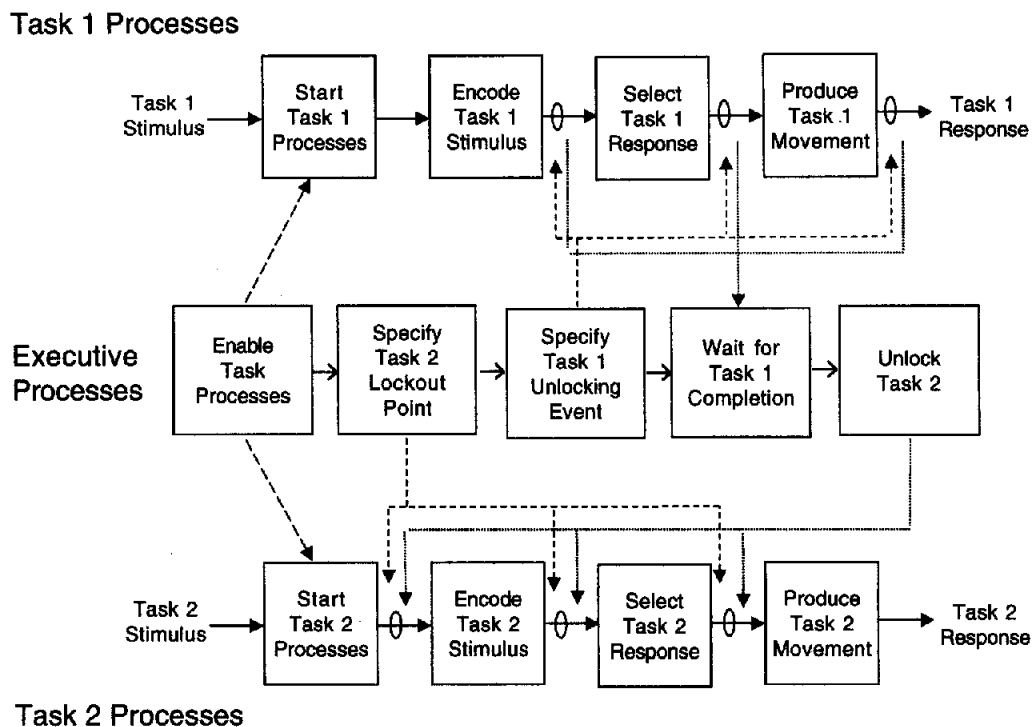 Task 1 Processes
Task 1
Stimulus
Start
Task 1
Processes
Encode
Task 1
Stimulus
Select
Task 1
Response
Produce
Task .1
Movement
Task 1
Response
Executive
Processes
Enable
Task
Processes
Specify
Task 2
Lockout
Point
Specify
Task 1
Unlocking
Event
Wait for
Task 1
Completion
Unlock
Task 2
Task 2
Stimulus
Start
Task 2
Processes
Encode
Task 2
Stimulus
Select
Task 2
Response
Produce
Task 2
Movement
Task 2
Response
Task 2 Processes